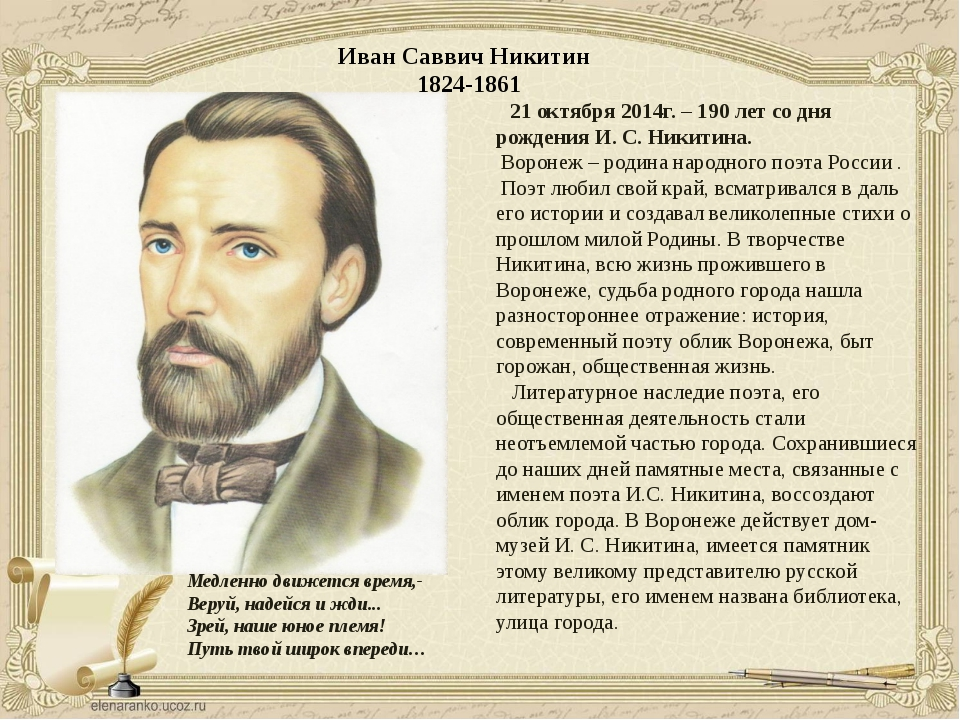 Иван Саввич Никитин
1824-1861
21 октября 2014г. – 190 лет со дня
рождения И. С. Никитина.
Воронеж – родина народного поэта России .
Поэт любил свой край, всматривался в даль
его истории и создавал великолепные стихи о
прошлом милой Родины. В творчестве
Никитина, всю жизнь прожившего в
Воронеже, судьба родного города нашла
разностороннее отражение: история,
современный поэту облик Воронежа, быт
горожан, общественная жизнь.
Литературное наследие поэта, его
общественная деятельность стали
неотъемлемой частью города. Сохранившиеся
до наших дней памятные места, связанные с
именем поэта И.С. Никитина, воссоздают
облик города. В Воронеже действует дом-
музей И. С. Никитина, имеется памятник
этому великому представителю русской
литературы, его именем названа библиотека,
улица города.
Медленно движется время,-
Веруй, надейся и жди...
Зрей, наше юное племя!
Путь твой широк впереди…
elenaranko.ucoz.ru